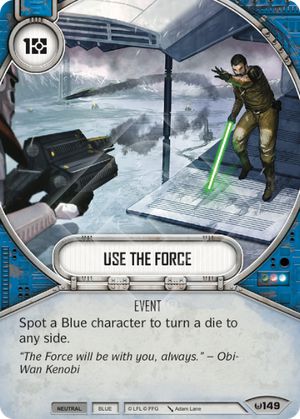 1
USE THE FORCE
EVENT
Spot a Blue character to turn a die to
any side.
"The Force will be with you, always." – Obi-
Wan Kenobi
NEUTRAL
BLUE
© LFL © FFG
Adam Lane
149